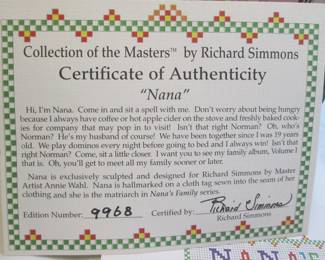 Collection of the Masters™ by Richard Simmons
Certificate of Authenticity
"Nana"
Hi, I'm Nana. Come in and sit a spell with me. Don't worry about being hungry
because I always have coffee or hot apple cider on the stove and freshly baked cook-
ies for company that may pop in to visit! Isn't that right Norman? Oh, who's
Norman? He's my husband of course! We have been together since I was 19 years
old. We play dominos every night before going to bed and I always win! Isn't that
right Norman? Come, sit a little closer. I want to you see my family album, Volume I
that is. Oh, you'll get to meet all my family sooner or later.
Nana is exclusively sculpted and designed for Richard Simmons by Master
Artist Annie Wahl. Nana is hallmarked on a cloth tag sewn into the seam of her
clothing and she is the matriarch in Nana's Family series.
Edition Number: 9968 Certified by: Richard Simmons
Richard Simmons
NANA'S